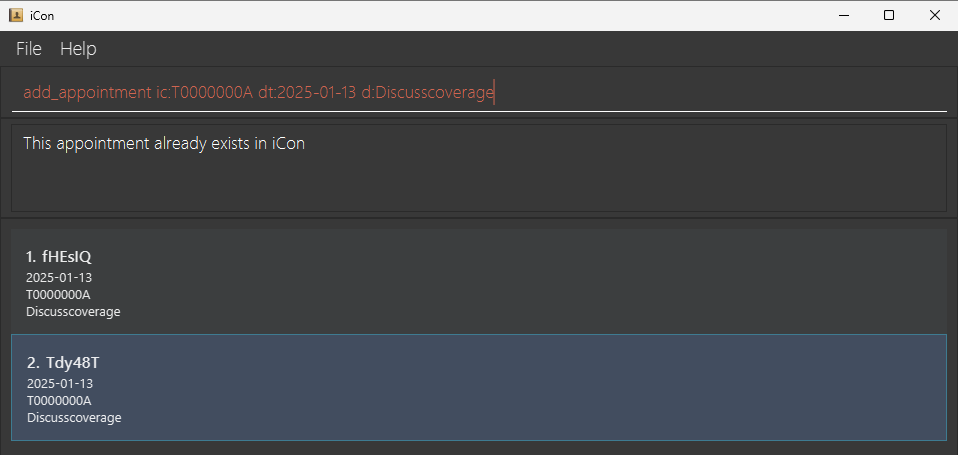 iCon
File Help
add_appointment ic:T0000000A dt:2025-01-13 d:Discusscoverage
This appointment already exists in iCon
1. fHEsIQ
2025-01-13
T0000000A
Discusscoverage
2. Tdy48T
2025-01-13
T0000000A
Discusscoverage